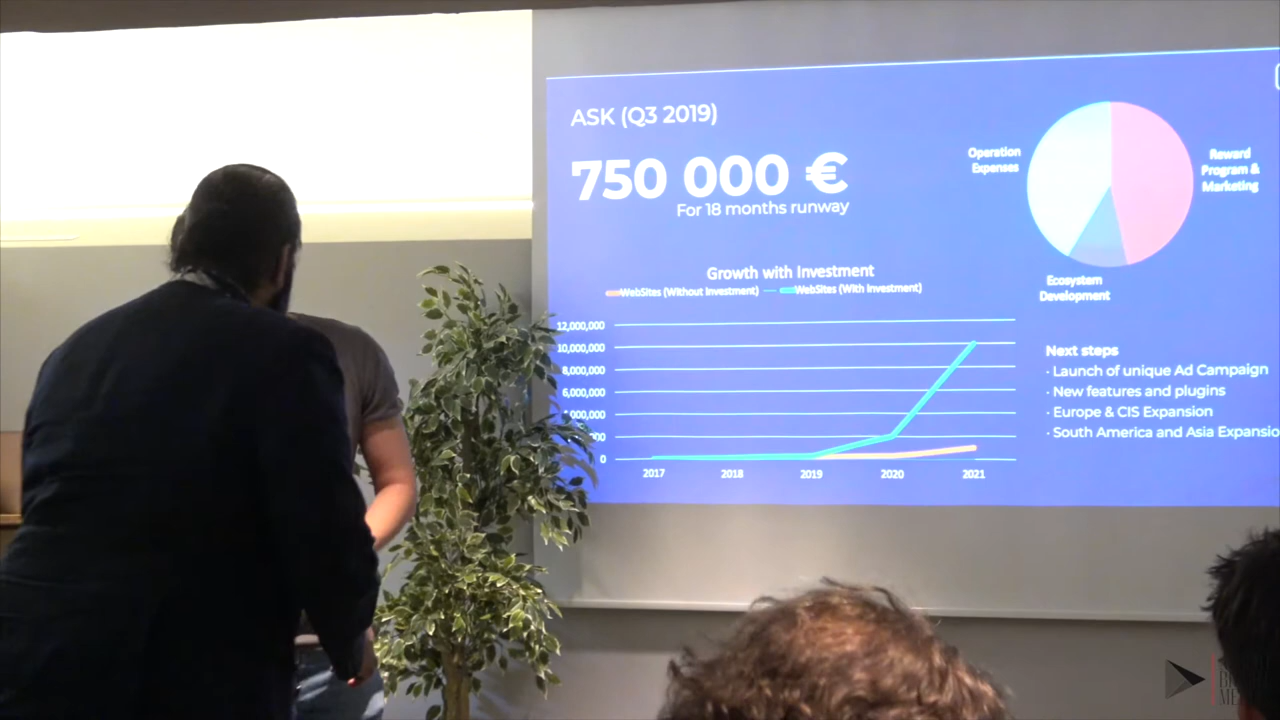 ASK (Q3 2019)
750 000 €
For 18 months runway
Operation
Expenses
Reward
Program &
Marketing
Ecosystem
Development
Growth with Investment
WebSites (Without Investment)
WebSites (With Investment)
12,000,000
10,000,000
8,000,000
6,000,000
0
2017
2018
2019
2020
2021
Next steps
· Launch of unique Ad Campaign
· New features and plugins
· Europe & CIS Expansion
· South America and Asia